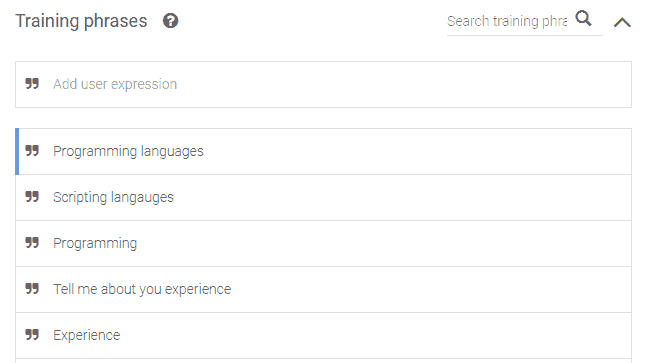 Training phrases ?
Search training phra
Add user expression
Programming languages
Scripting langauges
Programming
Tell me about you experience
Experience